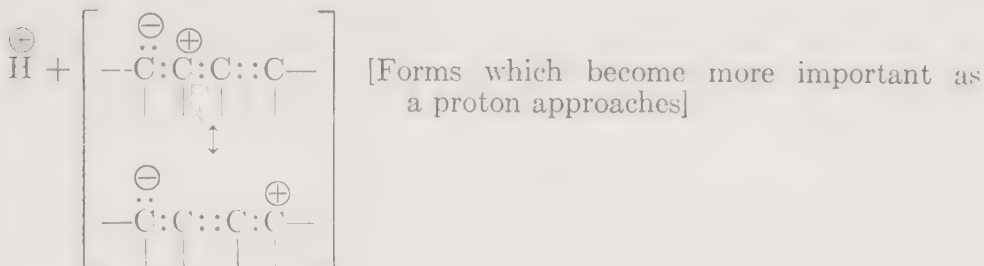 ⊖ ⊕
H⊕ + —C:C:C::C— [Forms which become more important as
a proton approaches]
↕
⊖ ⊕
—C:C::C:C—